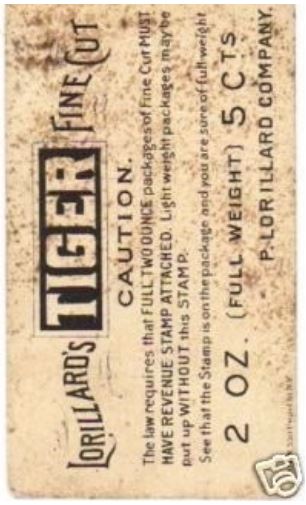 LORILLARD'S TIGER FINE CUT
CAUTION.
The law requires that FULL TWO OUNCE packages of Fine Cut MUST
HAVE REVENUE STAMP ATTACHED. Light weight packages may be
put up WITHOUT this STAMP.
See that the Stamp is on the package and you are sure of full weight
2 OZ. (FULL WEIGHT) 5 CTS
P. LORILLARD COMPANY.